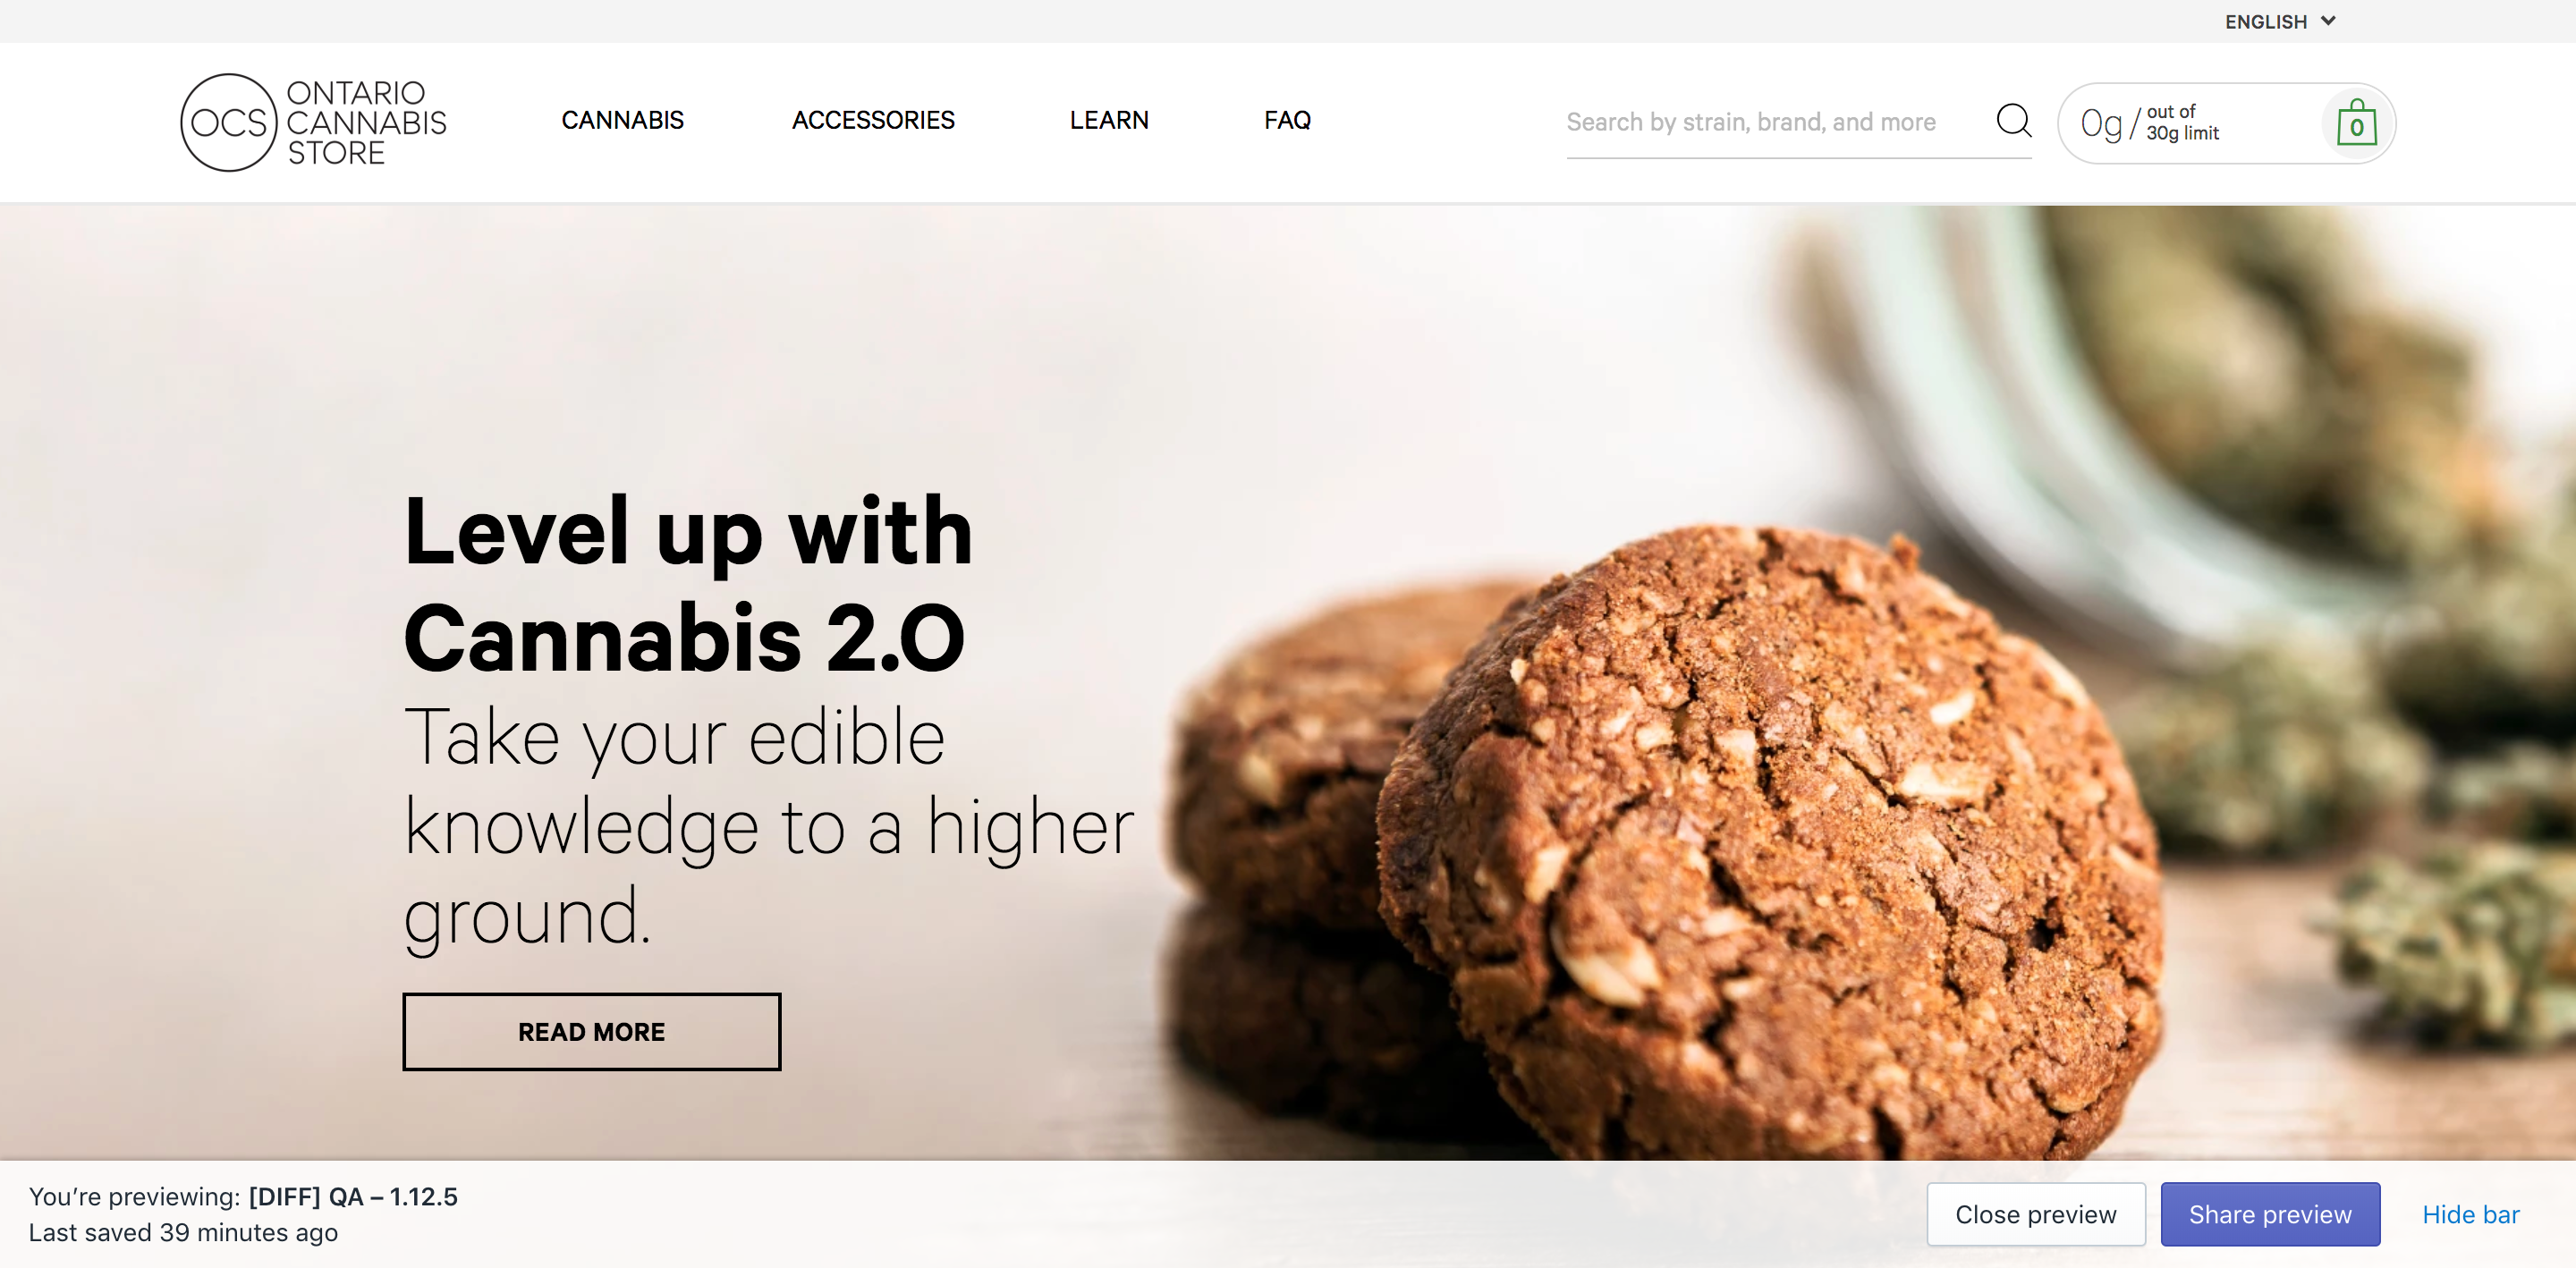 ENGLISH
OCS
ONTARIO
CANNABIS
STORE
CANNABIS
ACCESSORIES
LEARN
FAQ
Search by strain, brand, and more
0g / out of
30g limit
0
Level up with
Cannabis 2.0
Take your edible
knowledge to a higher
ground.
READ MORE
You’re previewing: [DIFF] QA – 1.12.5
Last saved 39 minutes ago
Close preview
Share preview
Hide bar